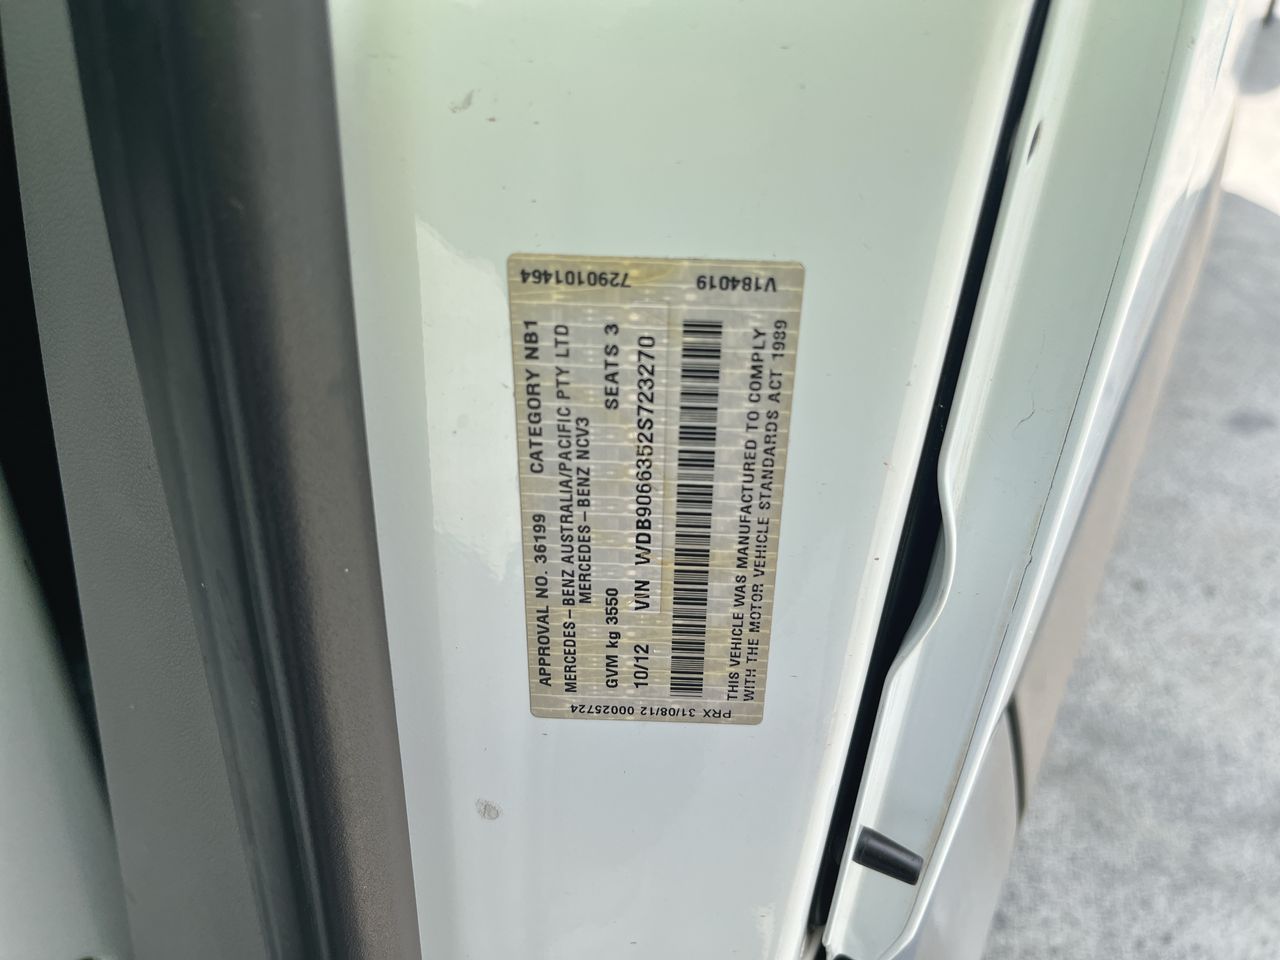 7290101464
V184019
APPROVAL NO. 36199 CATEGORY NB1
MERCEDES-BENZ AUSTRALIA/PACIFIC PTY LTD
MERCEDES-BENZ NCV3
GVM kg 3550 SEATS 3
10/12 VIN WDB9066352S723270
THIS VEHICLE WAS MANUFACTURED TO COMPLY
WITH THE MOTOR VEHICLE STANDARDS ACT 1989
PRX 31/08/12 00025724